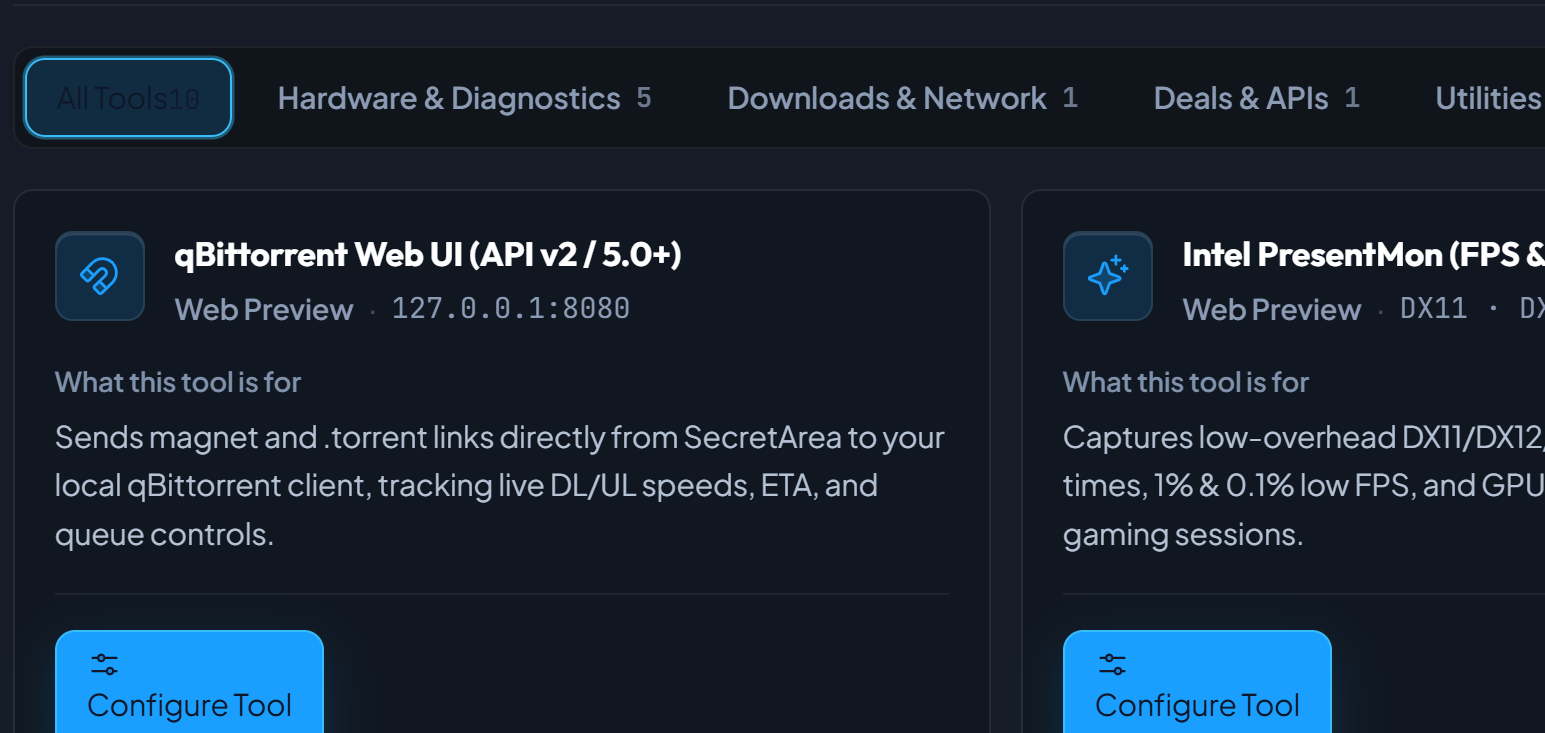 All Tools10 Hardware & Diagnostics 5 Downloads & Network 1 Deals & APIs 1 Utilities
qBittorrent Web UI (API v2 / 5.0+)
Web Preview · 127.0.0.1:8080
What this tool is for
Sends magnet and .torrent links directly from SecretArea to your
local qBittorrent client, tracking live DL/UL speeds, ETA, and
queue controls.
Configure Tool
Intel PresentMon (FPS &
Web Preview · DX11 · DX
What this tool is for
Captures low-overhead DX11/DX12/
times, 1% & 0.1% low FPS, and GPU
gaming sessions.
Configure Tool